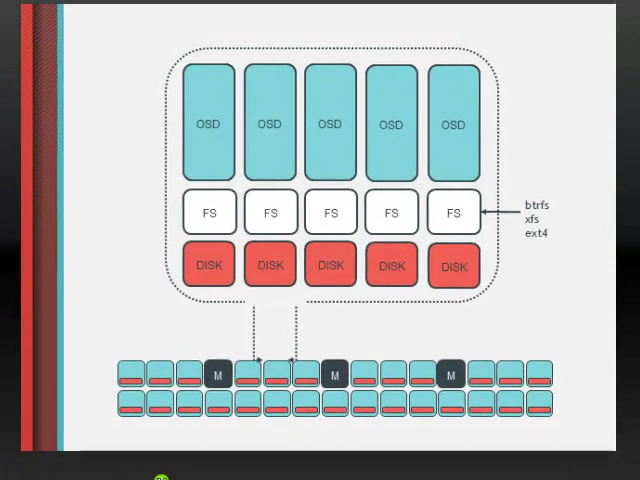 OSD OSD OSD OSD OSD
FS FS FS FS FS
btrfs
xfs
ext4
DISK DISK DISK DISK DISK
M M M